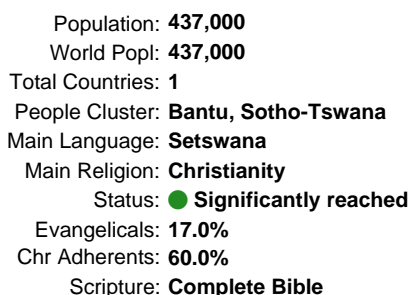 Population: 437,000
World Popl: 437,000
Total Countries: 1
People Cluster: Bantu, Sotho-Tswana
Main Language: Setswana
Main Religion: Christianity
Status: Significantly reached
Evangelicals: 17.0%
Chr Adherents: 60.0%
Scripture: Complete Bible